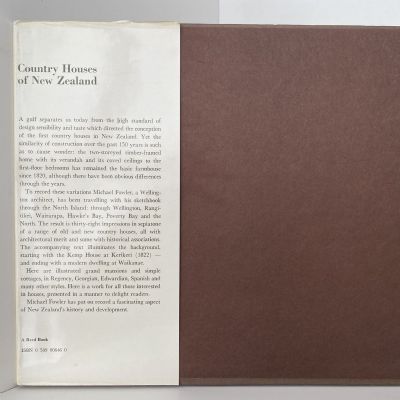 Country Houses
of New Zealand
A gulf separates us today from the high standard of
design sensibility and taste which directed the conception
of the first country houses in New Zealand. Yet the
similarity of construction over the past 150 years is such
as to cause wonder: the two-storeyed timber-framed
home with its verandah and its coved ceilings to the
first-floor bedrooms has remained the basic farmhouse
since 1820, although there have been obvious differences
through the years.
To record these variations Michael Fowler, a Welling-
ton architect, has been travelling with his sketchbook
through the North Island: through Wellington, Rangi-
tikei, Wairarapa, Hawke's Bay, Poverty Bay and the
North. The result is thirty-eight impressions in sepiatone
of a range of old and new country houses, all with
architectural merit and some with historical associations.
The accompanying text illuminates the background,
starting with the Kemp House at Kerikeri (1822) —
and ending with a modern dwelling at Waikanae.
Here are illustrated grand mansions and simple
cottages, in Regency, Georgian, Edwardian, Spanish and
many other styles. Here is a work for all those interested
in houses, presented in a manner to delight readers.
Michael Fowler has put on record a fascinating aspect
of New Zealand's history and development.
A Reed Book
ISBN 0 589 00646 0